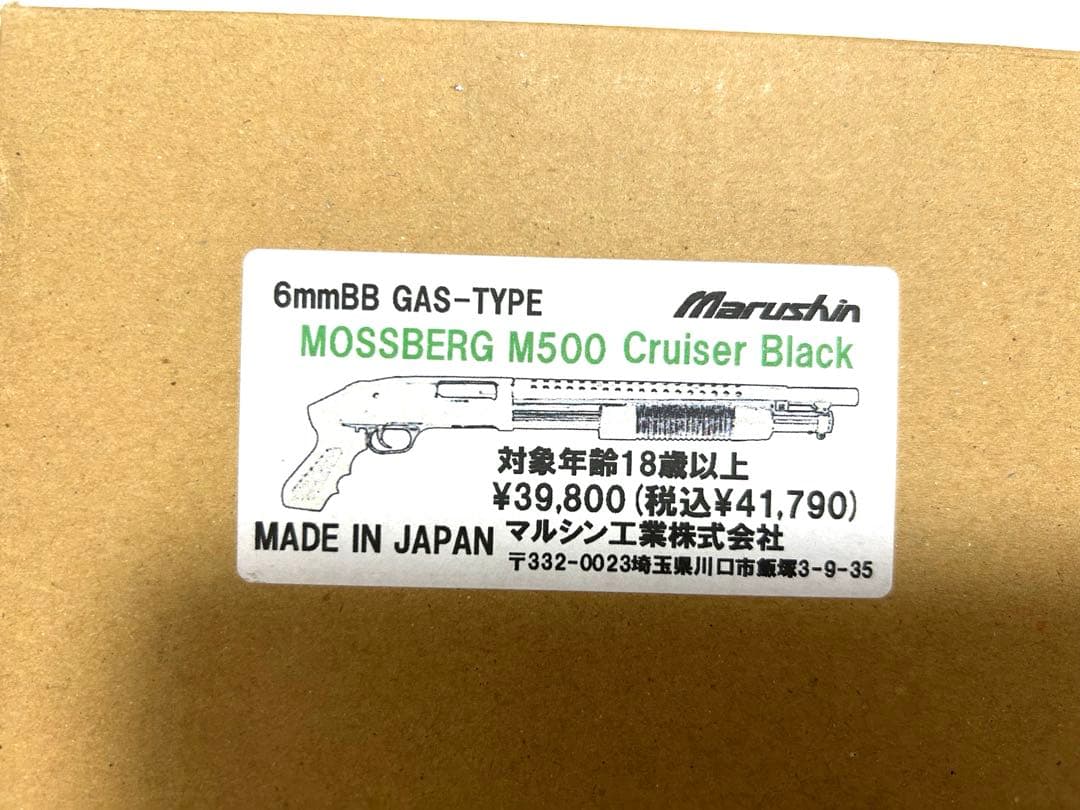 6mmBB GAS-TYPE
Marushin
MOSSBERG M500 Cruiser Black
対象年齢18歳以上
¥39,800(税込¥41,790)
MADE IN JAPAN
マルシン工業株式会社
〒332-0023埼玉県川口市飯塚3-9-35